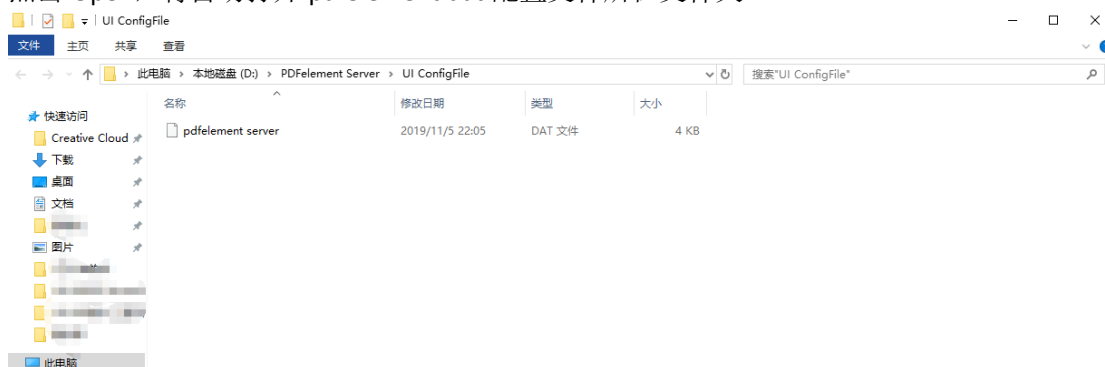 UI ConfigFile
文件 主页 共享 查看
此电脑 › 本地磁盘 (D:) › PDFelement Server › UI ConfigFile
搜索"UI ConfigFile"
名称 修改日期 类型 大小
快速访问
pdfelement server 2019/11/5 22:05 DAT 文件 4 KB
Creative Cloud
下载
桌面
文档
图片
此电脑